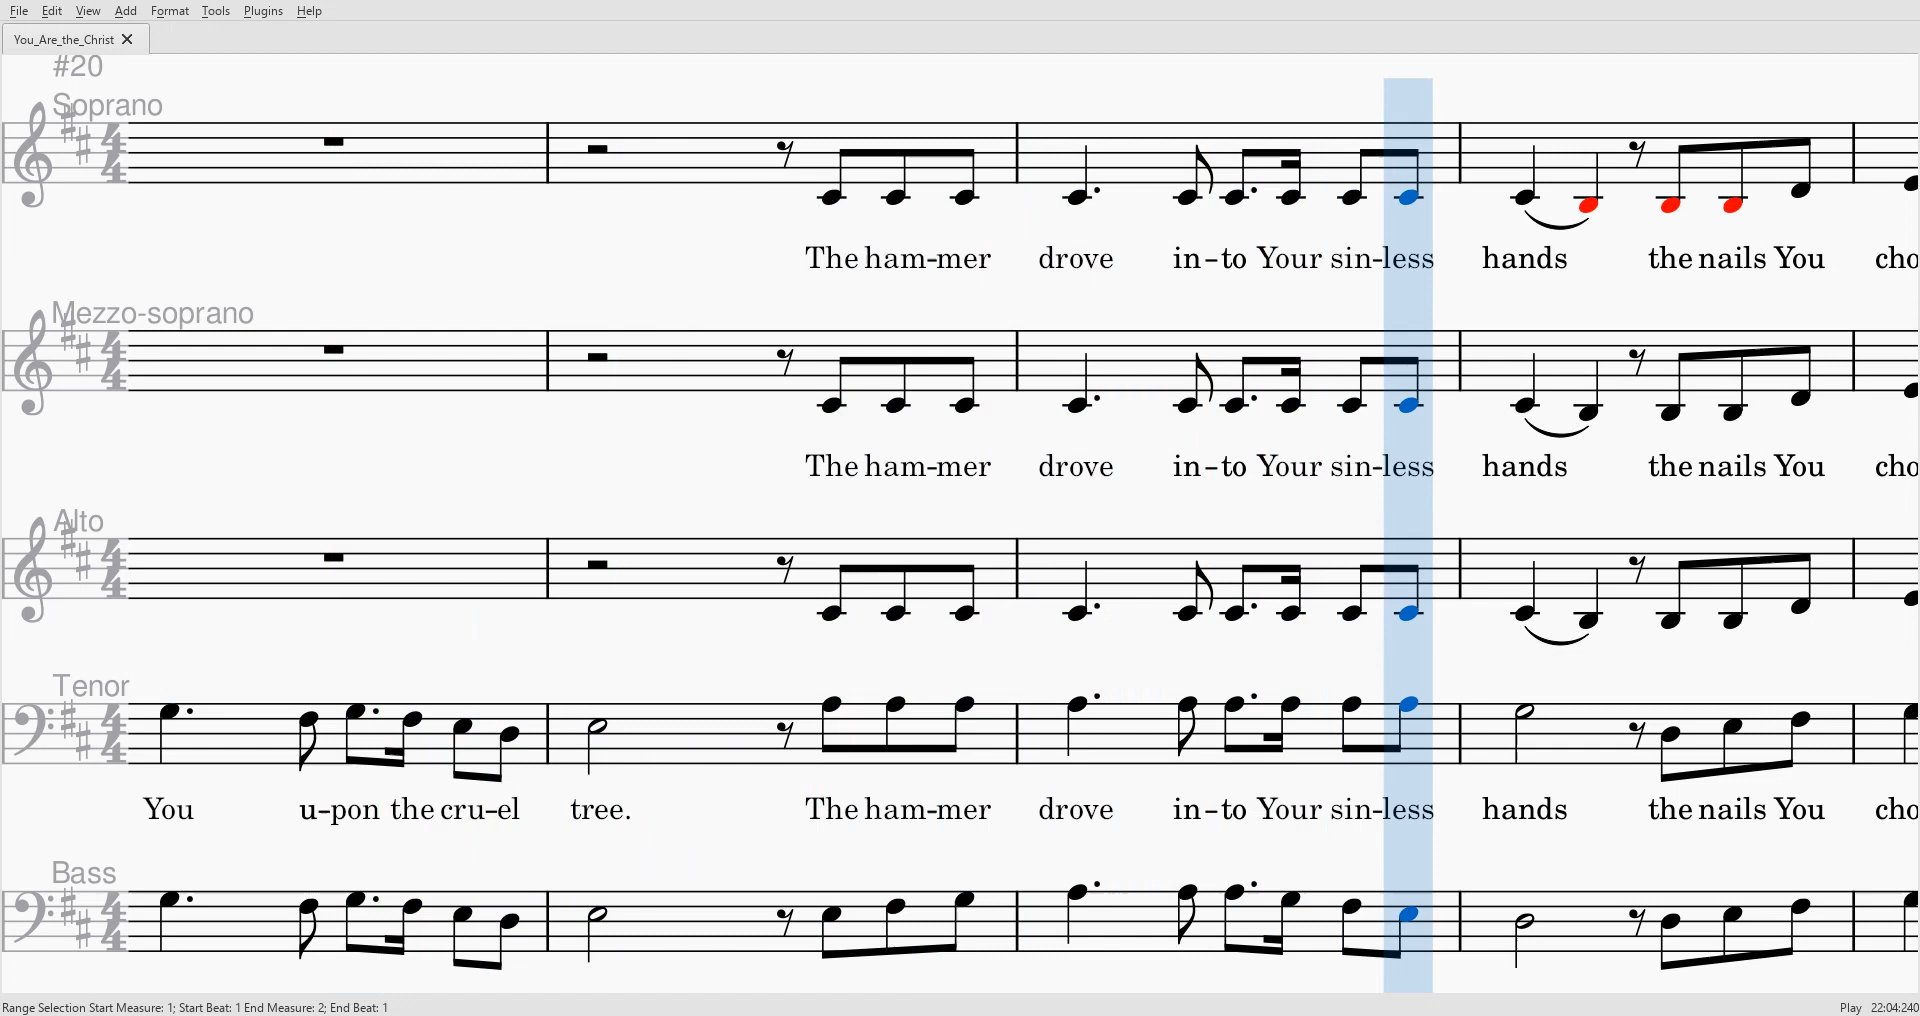 File Edit View Add Format Tools Plugins Help
You_Are_the_Christ
#20
Soprano
The ham-mer drove in-to Your sin-less hands the nails You cho
Mezzo-soprano
The ham-mer drove in-to Your sin-less hands the nails You cho
Alto
Tenor
You u-pon the cru-el tree. The ham-mer drove in-to Your sin-less hands the nails You cho
Bass
Range Selection Start Measure: 1; Start Beat: 1 End Measure: 2; End Beat: 1 Play 22:04:240